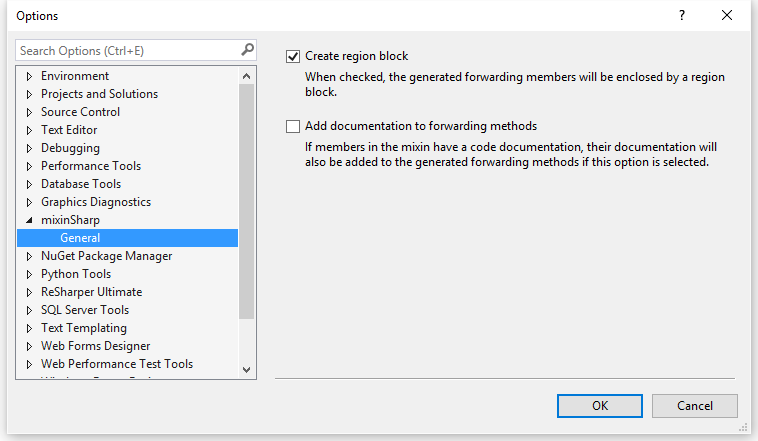 Options
?
Search Options (Ctrl+E)
Environment
Projects and Solutions
Source Control
Text Editor
Debugging
Performance Tools
Database Tools
Graphics Diagnostics
mixinSharp
General
NuGet Package Manager
Python Tools
ReSharper Ultimate
SQL Server Tools
Text Templating
Web Forms Designer
Web Performance Test Tools
Create region block
When checked, the generated forwarding members will be enclosed by a region
block.
Add documentation to forwarding methods
If members in the mixin have a code documentation, their documentation will
also be added to the generated forwarding methods if this option is selected.
OK
Cancel